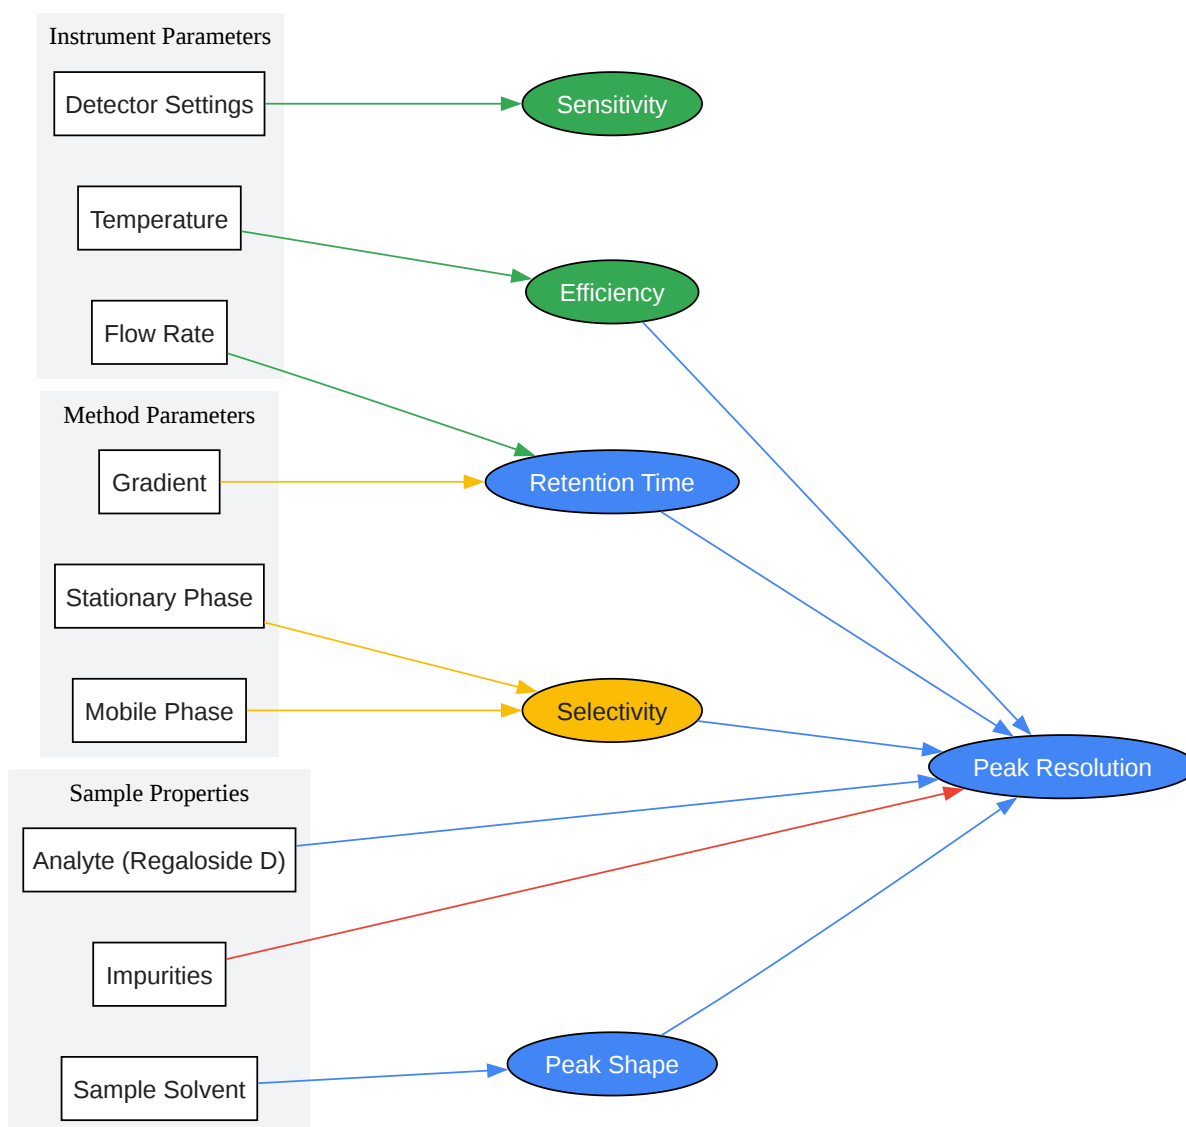 Instrument Parameters
Detector Settings
Sensitivity
Temperature
Efficiency
Flow Rate
Method Parameters
Gradient
Retention Time
Stationary Phase
Mobile Phase
Selectivity
Peak Resolution
Sample Properties
Analyte (Regaloside D)
Impurities
Peak Shape
Sample Solvent